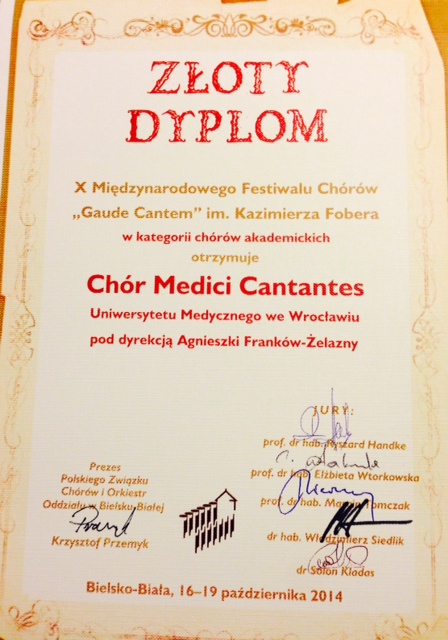 ZŁOTY
DYPLOM
X Międzynarodowego Festiwalu Chórów
„Gaude Cantem" im. Kazimierza Fobera
w kategorii chórów akademickich
otrzymuje
Chór Medici Cantantes
Uniwersytetu Medycznego we Wrocławiu
pod dyrekcją Agnieszki Franków-Żelazny
JURY:
prof. dr hab. Ryszard Handke
prof. dr hab. Elżbieta Wtorkowska
prof. dr hab. Marcin Tomczak
dr hab. Włodzimierz Siedlik
dr Salon Kladas
Prezes
Polskiego Związku
Chórów i Orkiestr
Oddziału w Bielsku-Białej
Krzysztof Przemyk
Bielsko-Biała, 16–19 października 2014